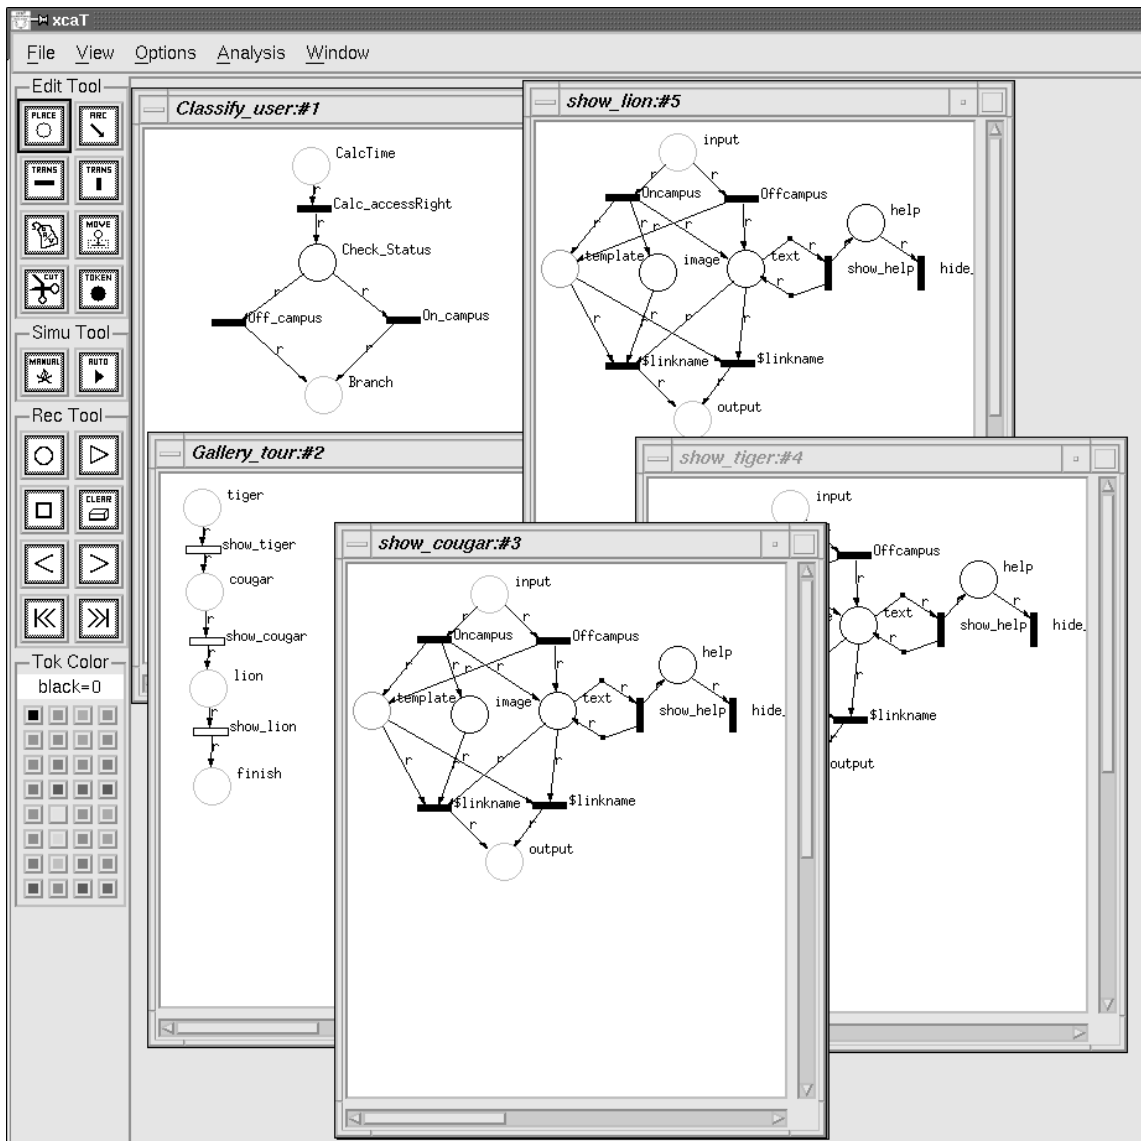 xcaT
File View Options Analysis Window
Edit Tool
PLACE ARC
TRANS TRANS
MOVE
CUT TOKEN
Simu Tool
MANUAL AUTO
Rec Tool
CLEAR
Tok Color
black=0
Classify_user:#1
CalcTime
r
Calc_accessRight
r
Check_Status
r r
Off_campus On_campus
r r
Branch
show_lion:#5
input
r r
Oncampus Offcampus
help
r r r r r
template image text r r show_help hide_
r
r r r r
$linkname $linkname
r r
output
Gallery_tour:#2
tiger
r
show_tiger
r
cougar
r
show_cougar
r
lion
r
show_lion
r
finish
show_cougar:#3
input
r r
Oncampus Offcampus
help
r r r r r
template image text r r show_help hide_
r
r r r r
$linkname $linkname
r r
output
show_tiger:#4
input
Offcampus
help
r
text r r show_help hide_
r
r
$linkname
output